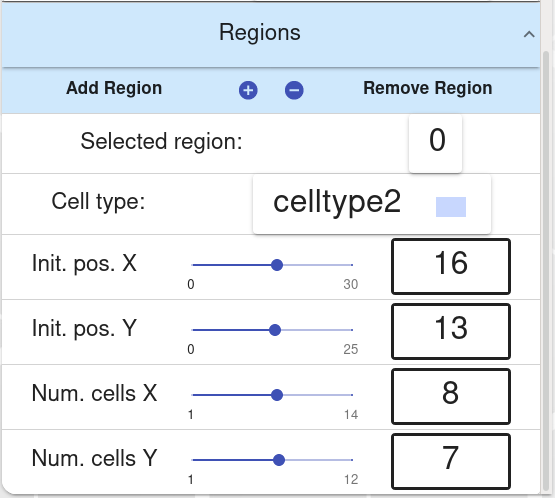 Regions
Add Region Remove Region
Selected region: 0
Cell type: celltype2
Init. pos. X 0 30 16
Init. pos. Y 0 25 13
Num. cells X 1 14 8
Num. cells Y 1 12 7